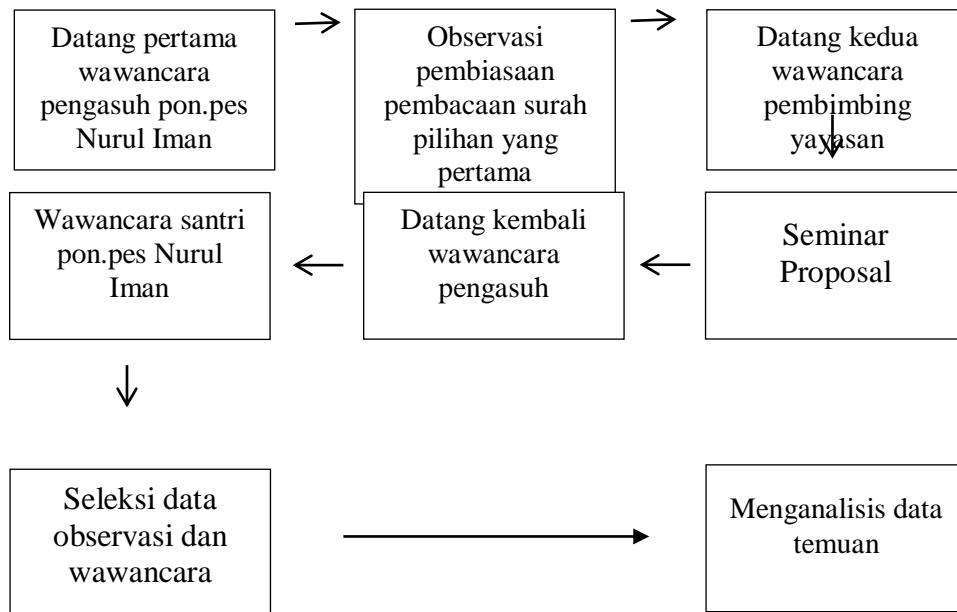 Datang pertama
wawancara
pengasuh pon.pes
Nurul Iman
Observasi
pembiasaan
pembacaan surah
pilihan yang
pertama
Datang kedua
wawancara
pembimbing
yayasan
Seminar
Proposal
Datang kembali
wawancara
pengasuh
Wawancara santri
pon.pes Nurul
Iman
Seleksi data
observasi dan
wawancara
Menganalisis data
temuan